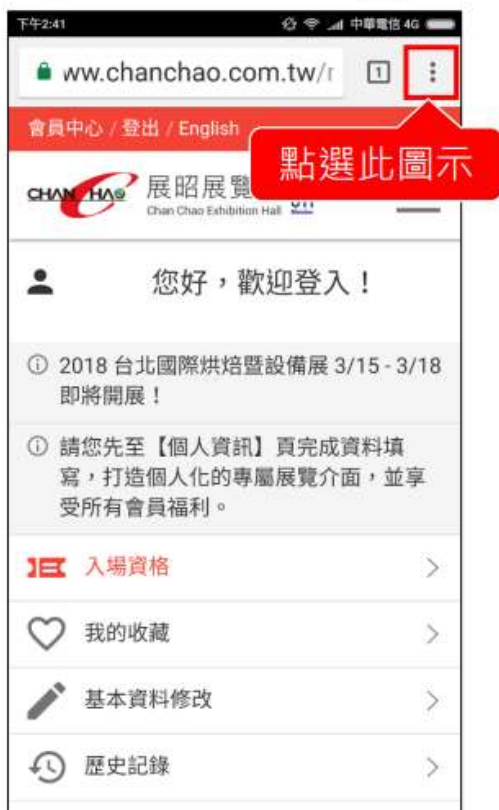 下午2:41
中華電信 4G
ww.chanchao.com.tw/r
1
會員中心 / 登出 / English
點選此圖示
CHAN CHAO
展昭展覽
Chan Chao Exhibition Hall
您好，歡迎登入！
2018 台北國際烘焙暨設備展 3/15 - 3/18
即將開展！
請您先至【個人資訊】頁完成資料填
寫，打造個人化的專屬展覽介面，並享
受所有會員福利。
入場資格
我的收藏
基本資料修改
歷史記錄